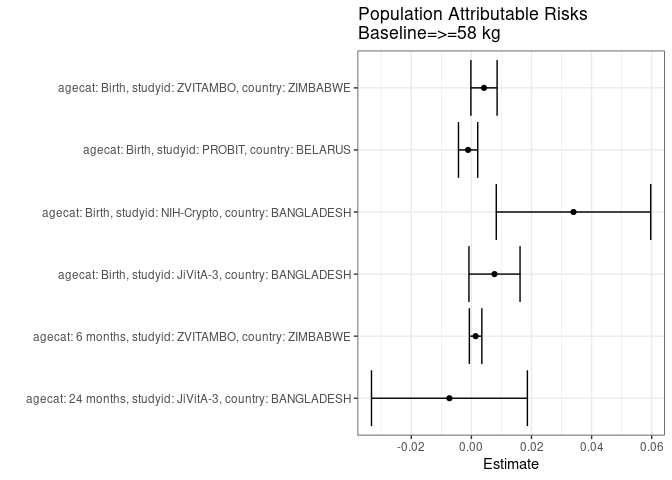 Population Attributable Risks
Baseline=>=58 kg
agecat: Birth, studyid: ZVITAMBO, country: ZIMBABWE
agecat: Birth, studyid: PROBIT, country: BELARUS
agecat: Birth, studyid: NIH-Crypto, country: BANGLADESH
agecat: Birth, studyid: JiVitA-3, country: BANGLADESH
agecat: 6 months, studyid: ZVITAMBO, country: ZIMBABWE
agecat: 24 months, studyid: JiVitA-3, country: BANGLADESH
-0.02 0.00 0.02 0.04 0.06
Estimate